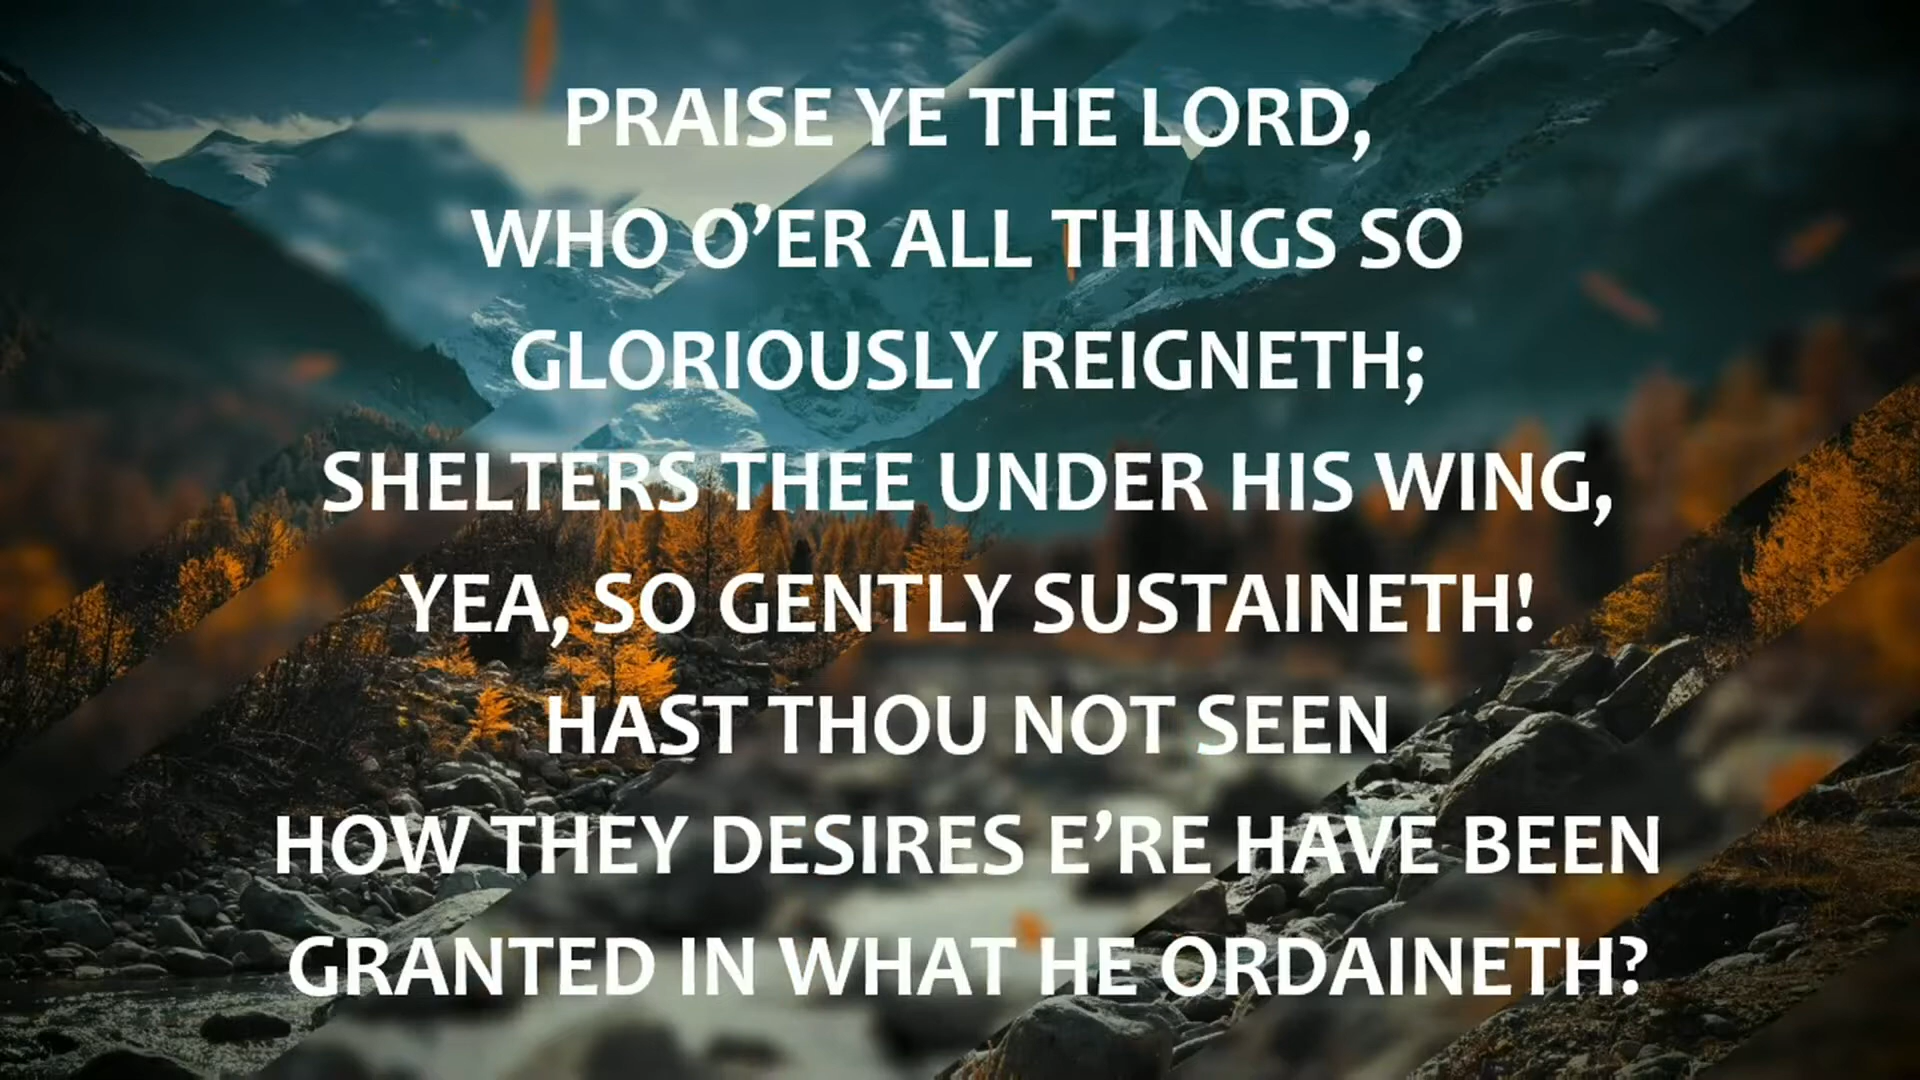 PRAISE YE THE LORD,
WHO O’ER ALL THINGS SO
GLORIOUSLY REIGNETH;
SHELTERS THEE UNDER HIS WING,
YEA, SO GENTLY SUSTAINETH!
HAST THOU NOT SEEN
HOW THEY DESIRES E’RE HAVE BEEN
GRANTED IN WHAT HE ORDAINETH?